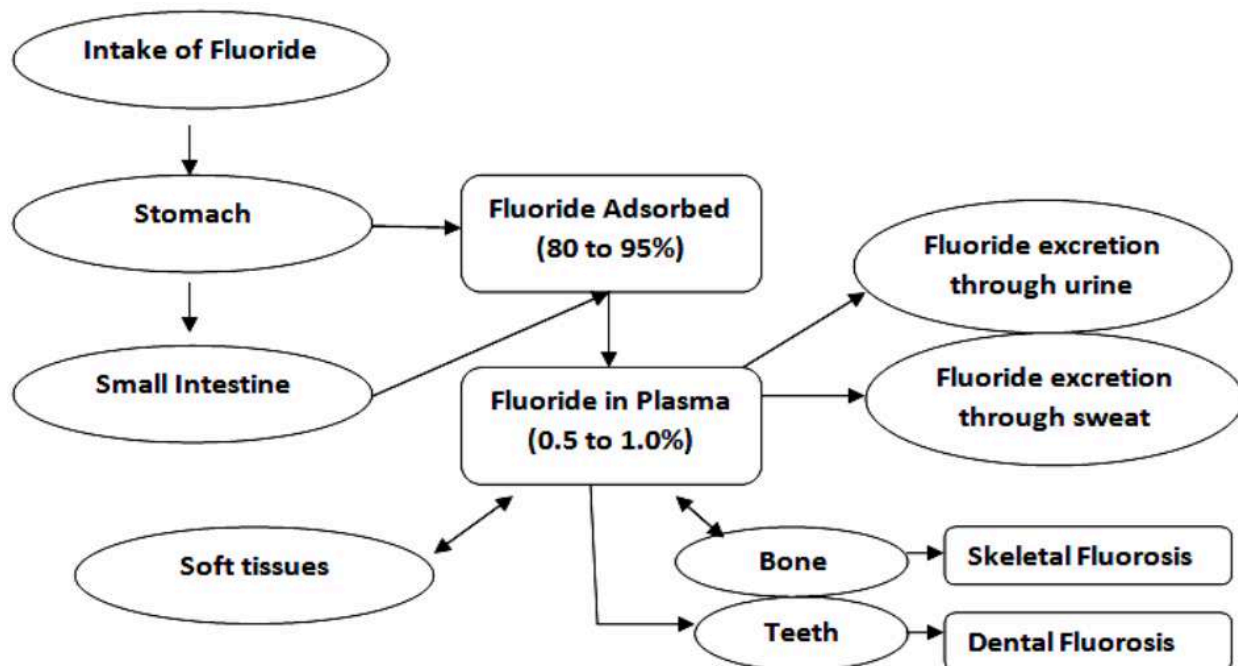 Intake of Fluoride
Stomach
Fluoride Adsorbed
(80 to 95%)
Fluoride excretion
through urine
Small Intestine
Fluoride in Plasma
(0.5 to 1.0%)
Fluoride excretion
through sweat
Soft tissues
Bone
Skeletal Fluorosis
Teeth
Dental Fluorosis